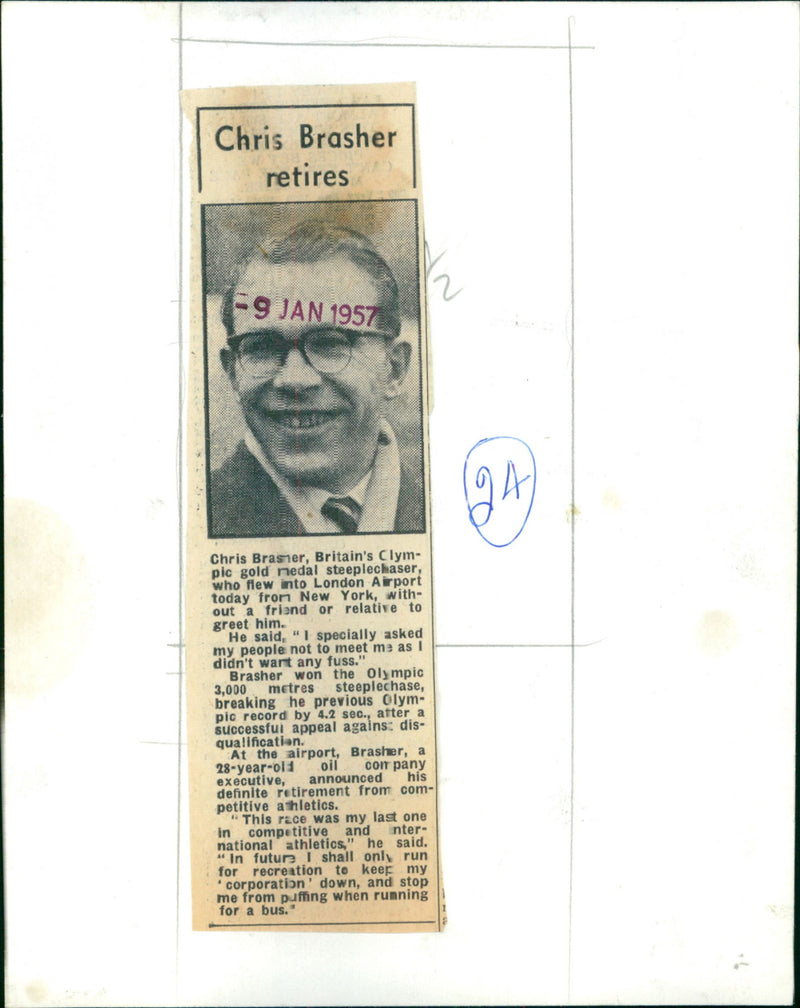 Chris Brasher
retires
-9 JAN 1957
1/2
24
Chris Brasher, Britain's Olym-
pic gold medal steeplechaser,
who flew into London Airport
today from New York, with-
out a friend or relative to
greet him.
He said, "I specially asked
my people not to meet me as I
didn't want any fuss."
Brasher won the Olympic
3,000 metres steeplechase,
breaking he previous Olym-
pic record by 4.2 sec., after a
successful appeal against dis-
qualification.
At the airport, Brasher, a
28-year-old oil company
executive, announced his
definite retirement from com-
petitive athletics.
"This race was my last one
in competitive and inter-
national athletics," he said.
"In future I shall only run
for recreation to keep my
'corporation' down, and stop
me from puffing when running
for a bus."